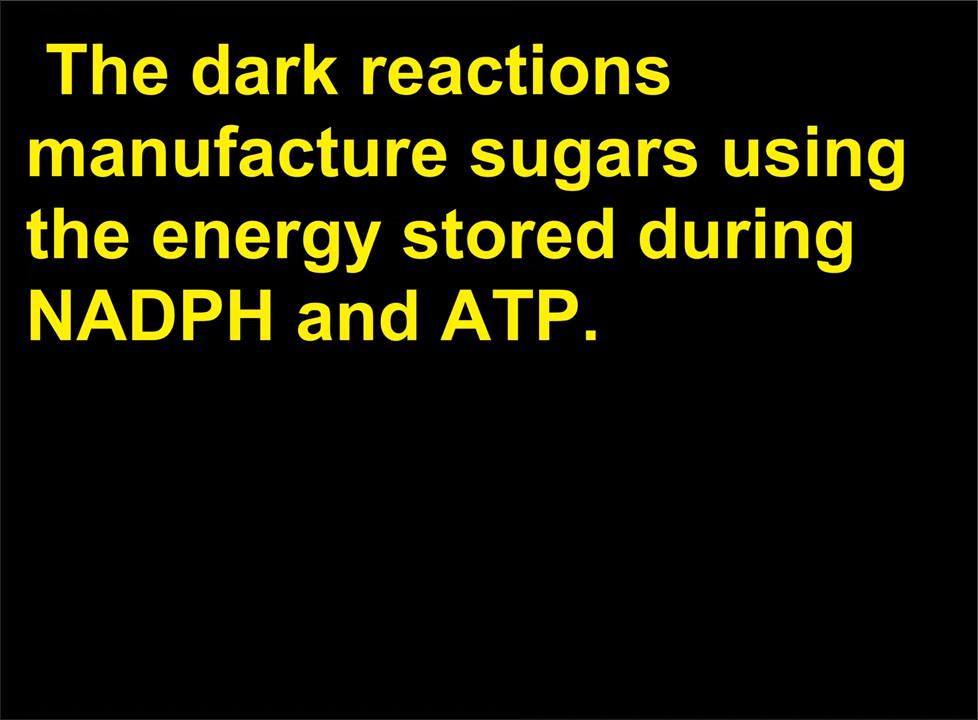 The dark reactions
manufacture sugars using
the energy stored during
NADPH and ATP.